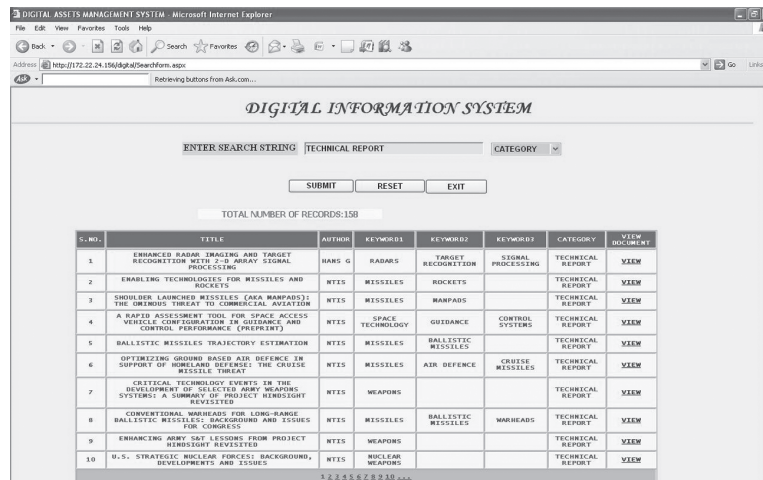 DIGITAL ASSETS MANAGEMENT SYSTEM - Microsoft Internet Explorer
File Edit View Favorites Tools Help
Back Search Favorites
Address http://172.22.24.156/digital/Searchform.aspx Go Links
Ask Retrieving buttons from Ask.com...
DIGITAL INFORMATION SYSTEM
ENTER SEARCH STRING TECHNICAL REPORT CATEGORY
SUBMIT RESET EXIT
TOTAL NUMBER OF RECORDS:158
S.NO. TITLE AUTHOR KEYWORD1 KEYWORD2 KEYWORD3 CATEGORY VIEW DOCUMENT
1 ENHANCED RADAR IMAGING AND TARGET RECOGNITION WITH 2-D ARRAY SIGNAL PROCESSING HANS G RADARS TARGET RECOGNITION SIGNAL PROCESSING TECHNICAL REPORT VIEW
2 ENABLING TECHNOLOGIES FOR MISSILES AND ROCKETS NTIS MISSILES ROCKETS TECHNICAL REPORT VIEW
3 SHOULDER LAUNCHED MISSILES (AKA MANPADS): THE OMINOUS THREAT TO COMMERCIAL AVIATION NTIS MISSILES MANPADS TECHNICAL REPORT VIEW
4 A RAPID ASSESSMENT TOOL FOR SPACE ACCESS VEHICLE CONFIGURATION IN GUIDANCE AND CONTROL PERFORMANCE (PREPRINT) NTIS SPACE TECHNOLOGY GUIDANCE CONTROL SYSTEMS TECHNICAL REPORT VIEW
5 BALLISTIC MISSILES TRAJECTORY ESTIMATION NTIS MISSILES BALLISTIC MISSILES TECHNICAL REPORT VIEW
6 OPTIMIZING GROUND BASED AIR DEFENCE IN SUPPORT OF HOMELAND DEFENSE: THE CRUISE MISSILE THREAT NTIS MISSILES AIR DEFENCE CRUISE MISSILES TECHNICAL REPORT VIEW
7 CRITICAL TECHNOLOGY EVENTS IN THE DEVELOPMENT OF SELECTED ARMY WEAPONS SYSTEMS: A SUMMARY OF PROJECT HINDSIGHT REVISITED NTIS WEAPONS TECHNICAL REPORT VIEW
8 CONVENTIONAL WARHEADS FOR LONG-RANGE BALLISTIC MISSILES: BACKGROUND AND ISSUES FOR CONGRESS NTIS MISSILES BALLISTIC MISSILES WARHEADS TECHNICAL REPORT VIEW
9 ENHANCING ARMY S&T LESSONS FROM PROJECT HINDSIGHT REVISITED NTIS WEAPONS TECHNICAL REPORT VIEW
10 U.S. STRATEGIC NUCLEAR FORCES: BACKGROUND, DEVELOPMENTS AND ISSUES NTIS NUCLEAR WEAPONS TECHNICAL REPORT VIEW
1 2 3 4 5 6 7 8 9 10 ...